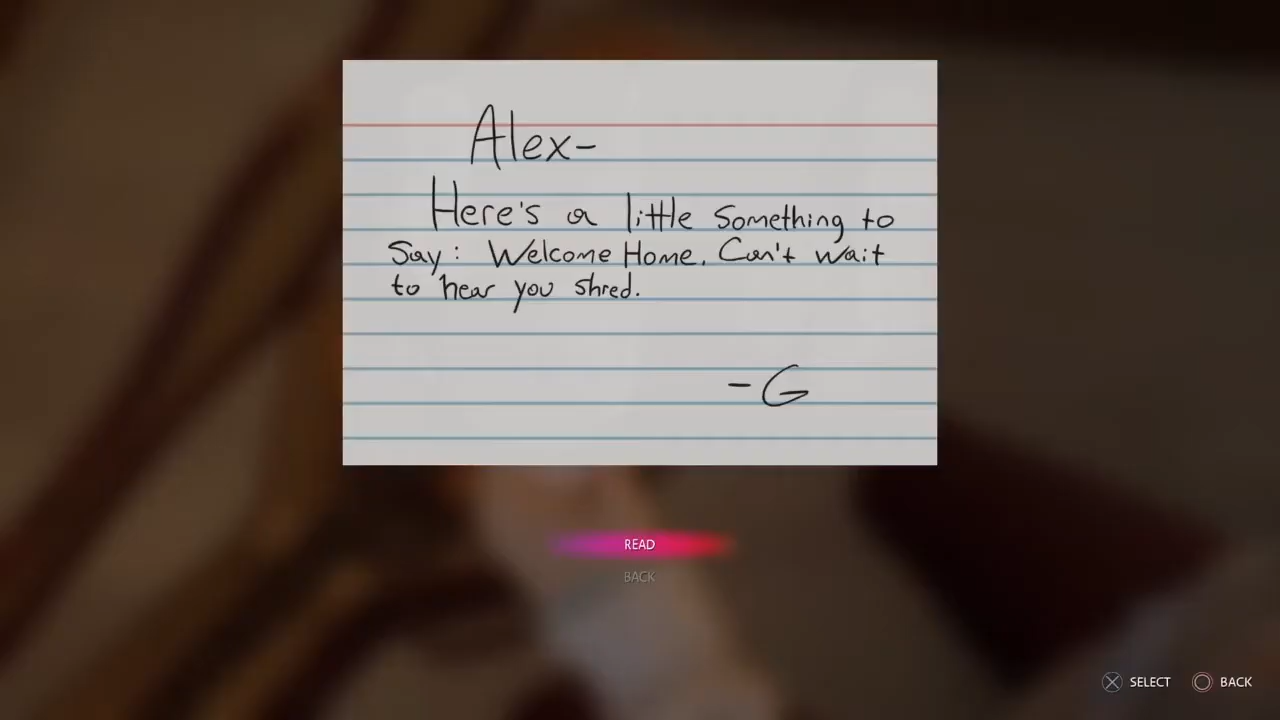 Alex-
Here's a little something to
Say: Welcome Home. Can't wait
to hear you shred.
-G
READ
BACK
SELECT BACK